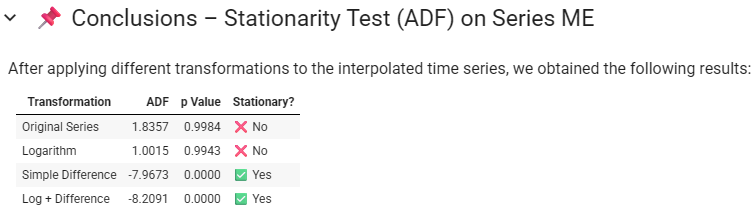 📌 Conclusions – Stationarity Test (ADF) on Series ME
After applying different transformations to the interpolated time series, we obtained the following results:
Transformation ADF p Value Stationary?
Original Series 1.8357 0.9984 ❌ No
Logarithm 1.0015 0.9943 ❌ No
Simple Difference -7.9673 0.0000 ✅ Yes
Log + Difference -8.2091 0.0000 ✅ Yes